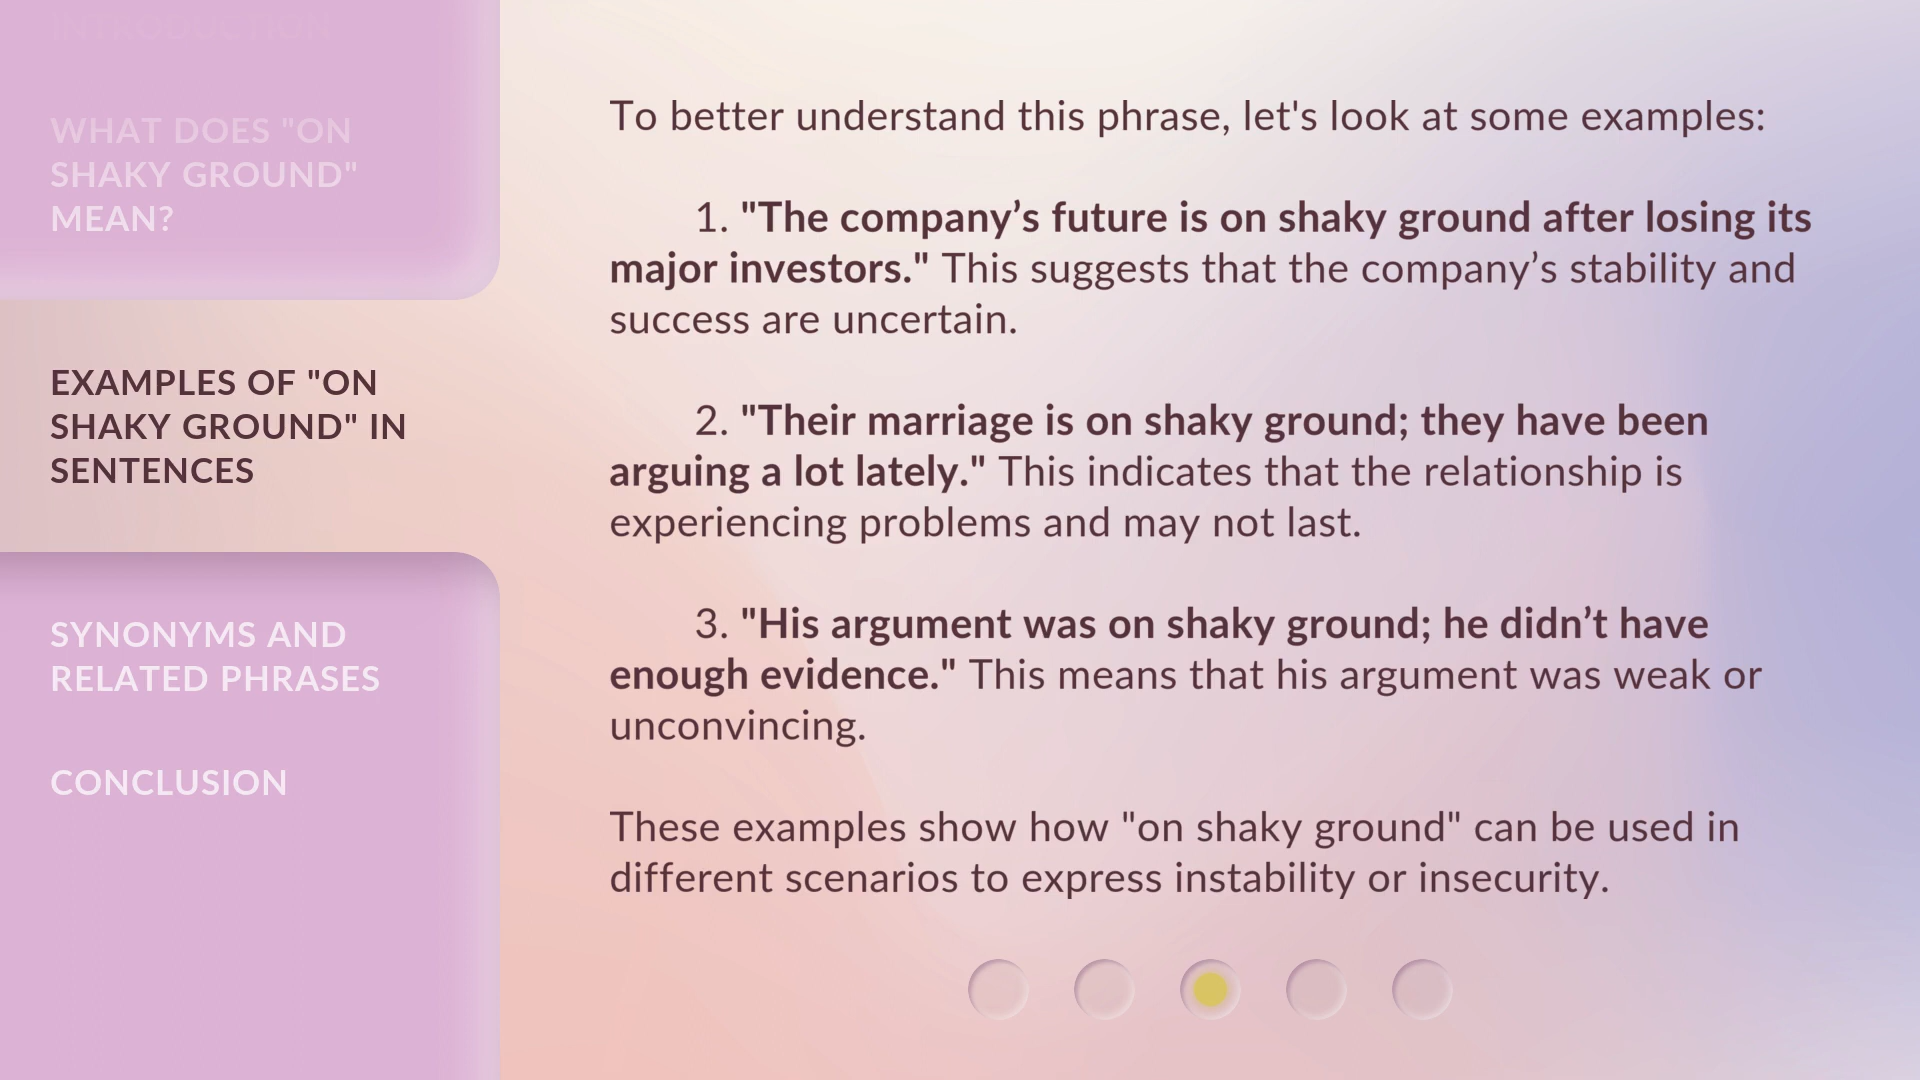 INTRODUCTION
WHAT DOES "ON
SHAKY GROUND"
MEAN?
EXAMPLES OF "ON
SHAKY GROUND" IN
SENTENCES
SYNONYMS AND
RELATED PHRASES
CONCLUSION
To better understand this phrase, let's look at some examples:
1. "The company’s future is on shaky ground after losing its
major investors." This suggests that the company’s stability and
success are uncertain.
2. "Their marriage is on shaky ground; they have been
arguing a lot lately." This indicates that the relationship is
experiencing problems and may not last.
3. "His argument was on shaky ground; he didn’t have
enough evidence." This means that his argument was weak or
unconvincing.
These examples show how "on shaky ground" can be used in
different scenarios to express instability or insecurity.